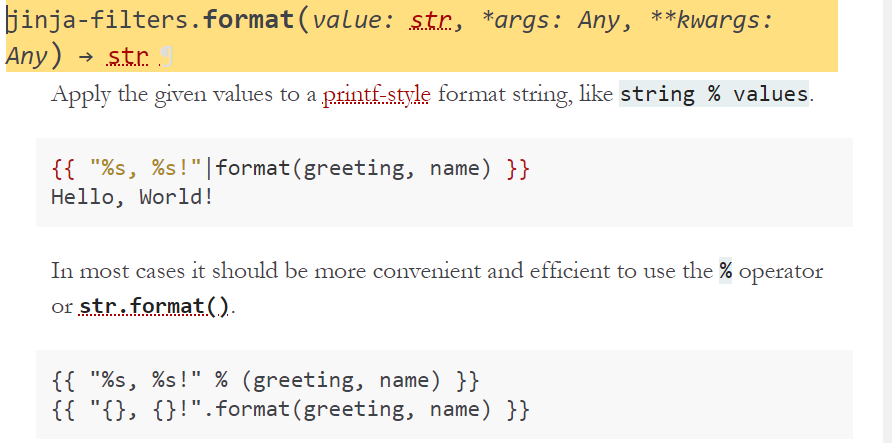 jinja-filters.format(value: str, *args: Any, **kwargs:
Any) → str ¶
Apply the given values to a printf-style format string, like string % values.
{{ "%s, %s!"|format(greeting, name) }}
Hello, World!
In most cases it should be more convenient and efficient to use the % operator
or str.format().
{{ "%s, %s!" % (greeting, name) }}
{{ "{}, {}!".format(greeting, name) }}